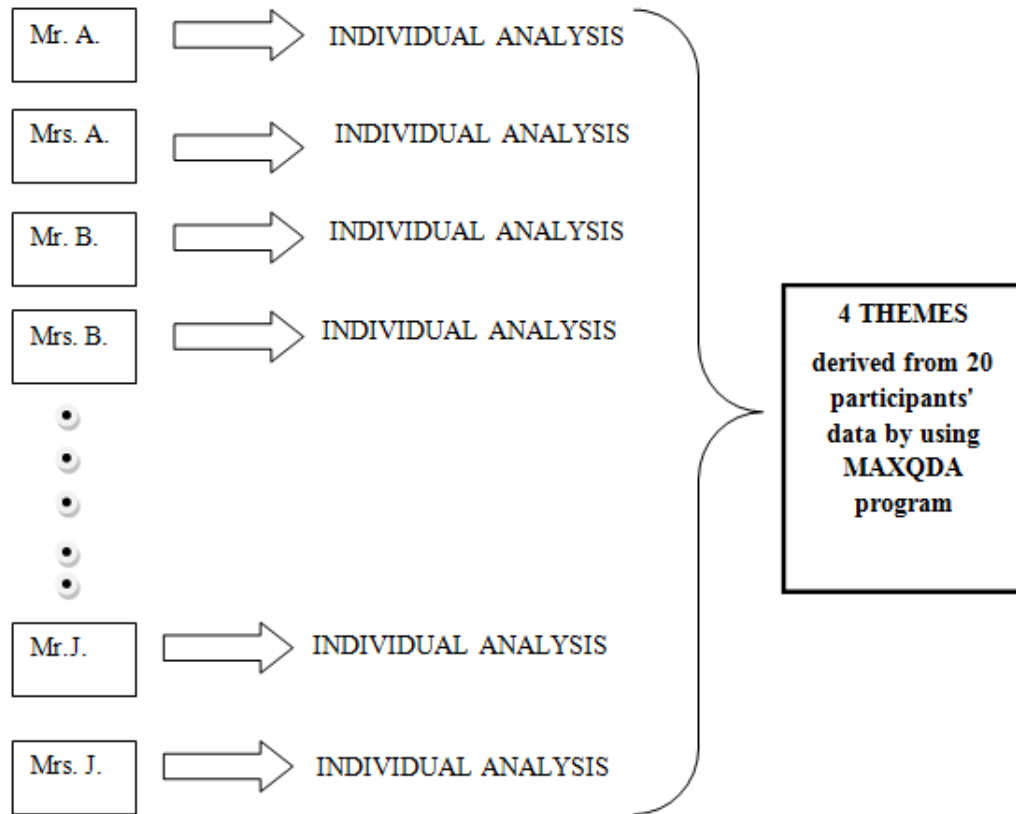 Mr. A.
INDIVIDUAL ANALYSIS
Mrs. A.
INDIVIDUAL ANALYSIS
Mr. B.
INDIVIDUAL ANALYSIS
Mrs. B.
INDIVIDUAL ANALYSIS
4 THEMES
derived from 20
participants'
data by using
MAXQDA
program
Mr.J.
INDIVIDUAL ANALYSIS
Mrs. J.
INDIVIDUAL ANALYSIS